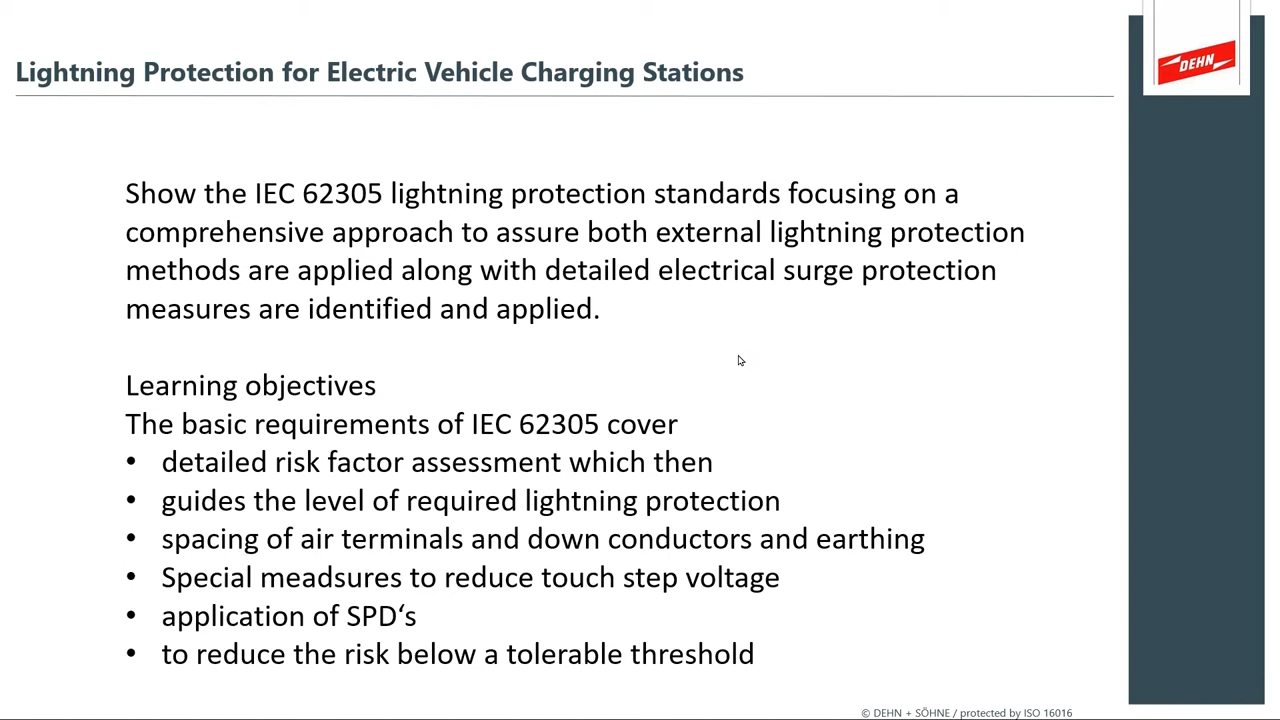 Lightning Protection for Electric Vehicle Charging Stations
DEHN
Show the IEC 62305 lightning protection standards focusing on a
comprehensive approach to assure both external lightning protection
methods are applied along with detailed electrical surge protection
measures are identified and applied.
Learning objectives
The basic requirements of IEC 62305 cover
• detailed risk factor assessment which then
• guides the level of required lightning protection
• spacing of air terminals and down conductors and earthing
• Special meadsures to reduce touch step voltage
• application of SPD‘s
• to reduce the risk below a tolerable threshold
© DEHN + SÖHNE / protected by ISO 16016